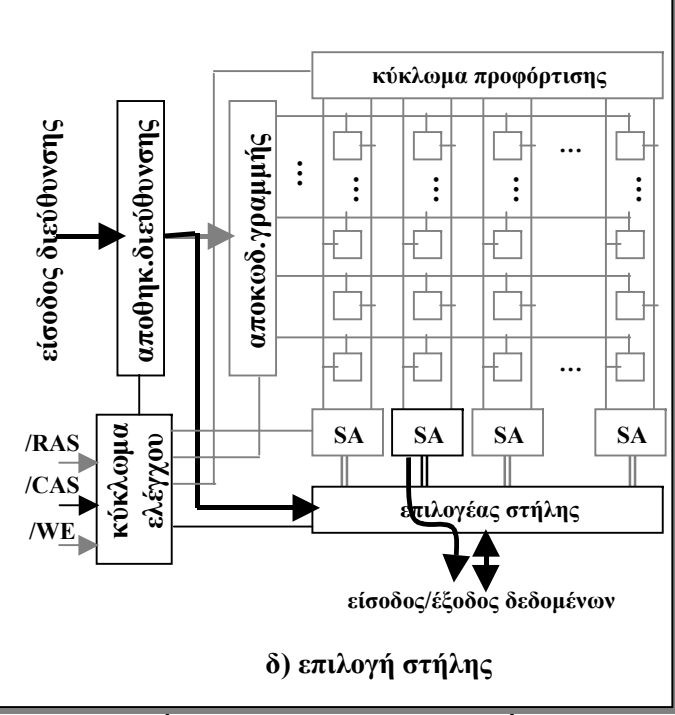 κύκλωμα προφόρτισης
είσοδος διεύθυνσης
αποθηκ.διεύθυνσης
αποκωδ.γραμμής
...
...
...
...
...
...
/RAS
/CAS
/WE
κύκλωμα
ελέγχου
SA
SA
SA
SA
επιλογέας στήλης
είσοδος/έξοδος δεδομένων
δ) επιλογή στήλης